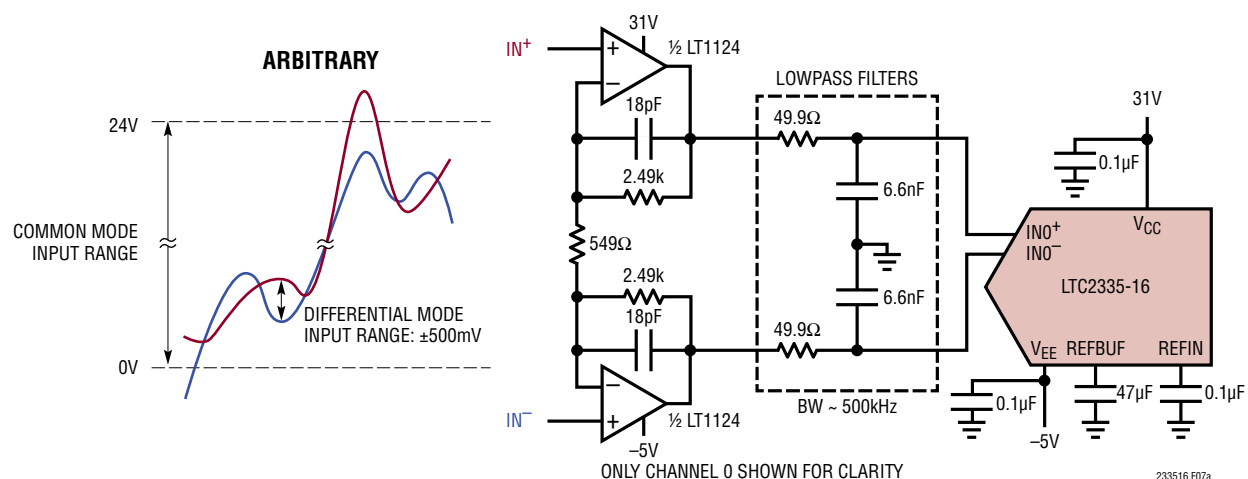 ARBITRARY
24V
COMMON MODE
INPUT RANGE
0V
DIFFERENTIAL MODE
INPUT RANGE: ±500mV
IN+
31V
½ LT1124
+
−
18pF
2.49k
549Ω
2.49k
18pF
−
+
IN−
½ LT1124
−5V
LOWPASS FILTERS
49.9Ω
6.6nF
6.6nF
49.9Ω
BW ~ 500kHz
31V
0.1µF
VCC
IN0+
IN0−
LTC2335-16
VEE REFBUF REFIN
0.1µF
47µF
0.1µF
−5V
ONLY CHANNEL 0 SHOWN FOR CLARITY
233516 F07a